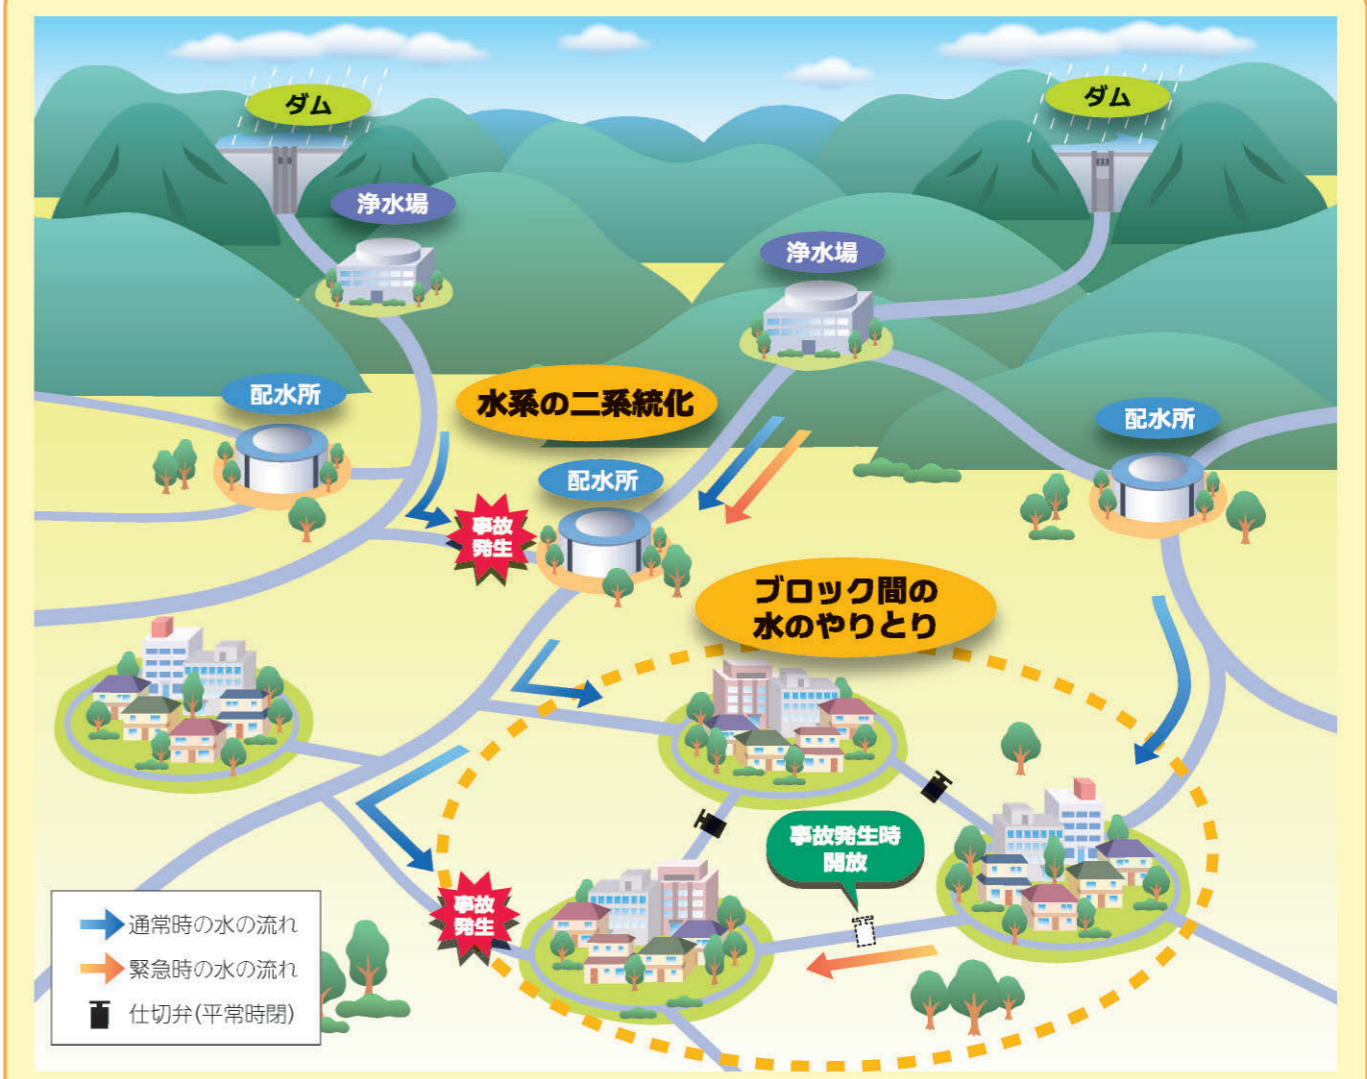 ダム
ダム
浄水場
浄水場
配水所
水系の二系統化
配水所
配水所
事故
発生
ブロック間の
水のやりとり
事故発生時
開放
事故
発生
通常時の水の流れ
緊急時の水の流れ
仕切弁(平常時閉)